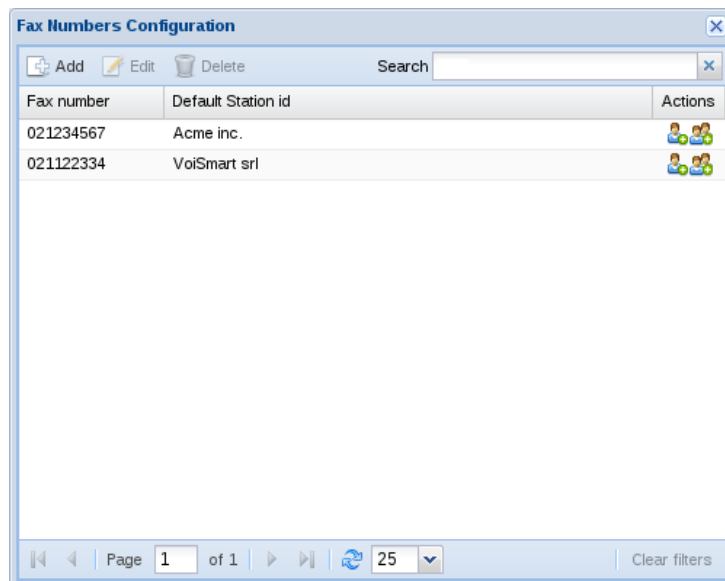 Fax Numbers Configuration
Add Edit Delete Search
Fax number Default Station id Actions
021234567 Acme inc.
021122334 VoiSmart srl
Page 1 of 1 25 Clear filters